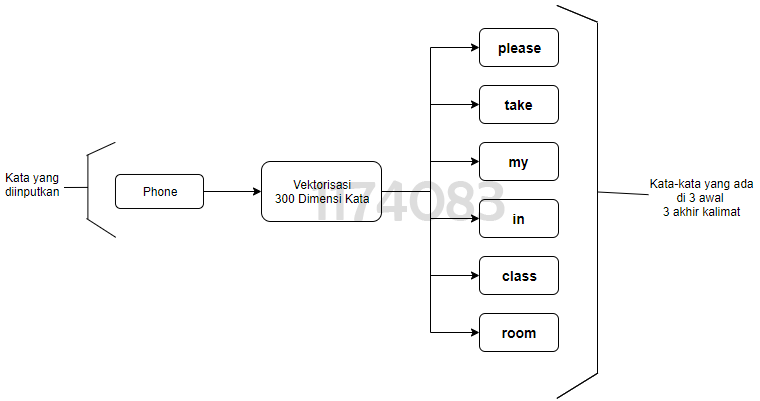 Kata yang
diinputkan
Phone
Vektorisasi
300 Dimensi Kata
1174083
please
take
my
in
class
room
Kata-kata yang ada
di 3 awal
3 akhir kalimat